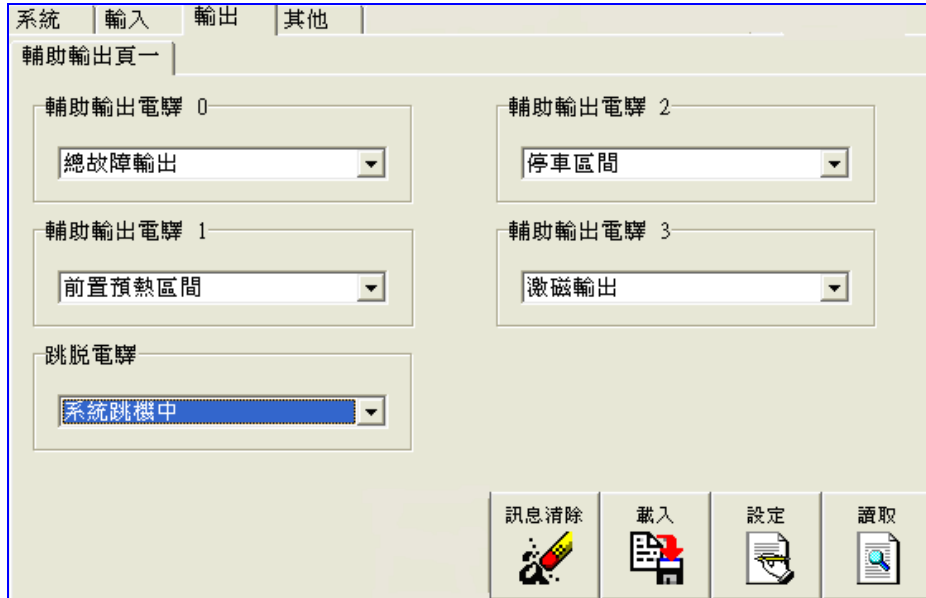 系統 輸入 輸出 其他
輔助輸出頁一
輔助輸出電驛 0
總故障輸出
輔助輸出電驛 2
停車區間
輔助輸出電驛 1
前置預熱區間
輔助輸出電驛 3
激磁輸出
跳脱電驛
系統跳機中
訊息清除 載入 設定 讀取